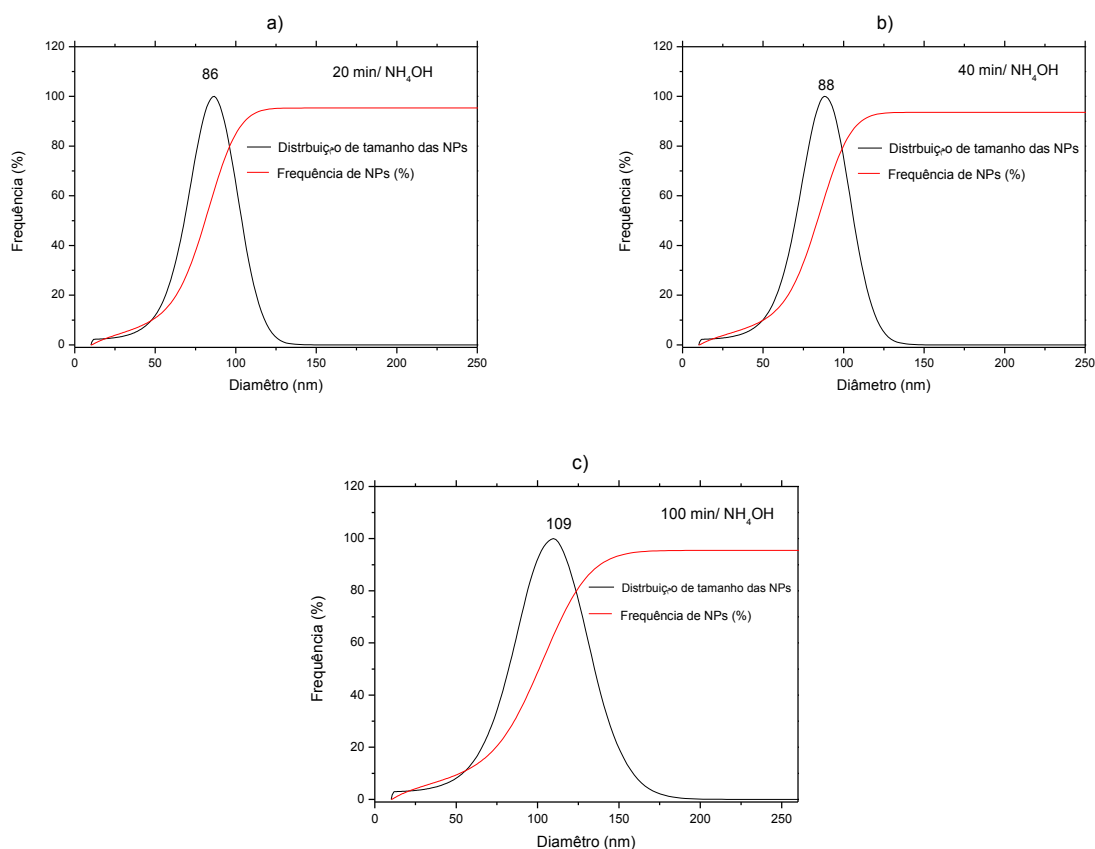 a)
120
100
80
60
40
20
0
Frequência (%)
86
20 min/ NH₄OH
Distrbuiç˛•o de tamanho das NPs
Frequência de NPs (%)
0 50 100 150 200 250
Diamêtro (nm)
b)
120
100
80
60
40
20
0
Frequência (%)
88
40 min/ NH₄OH
Distrbuiç˛•o de tamanho das NPs
Frequência de NPs (%)
0 50 100 150 200 250
Diâmetro (nm)
c)
120
100
80
60
40
20
0
Frequência (%)
109
100 min/ NH₄OH
Distrbuiç˛•o de tamanho das NPs
Frequência de NPs (%)
0 50 100 150 200 250
Diamêtro (nm)